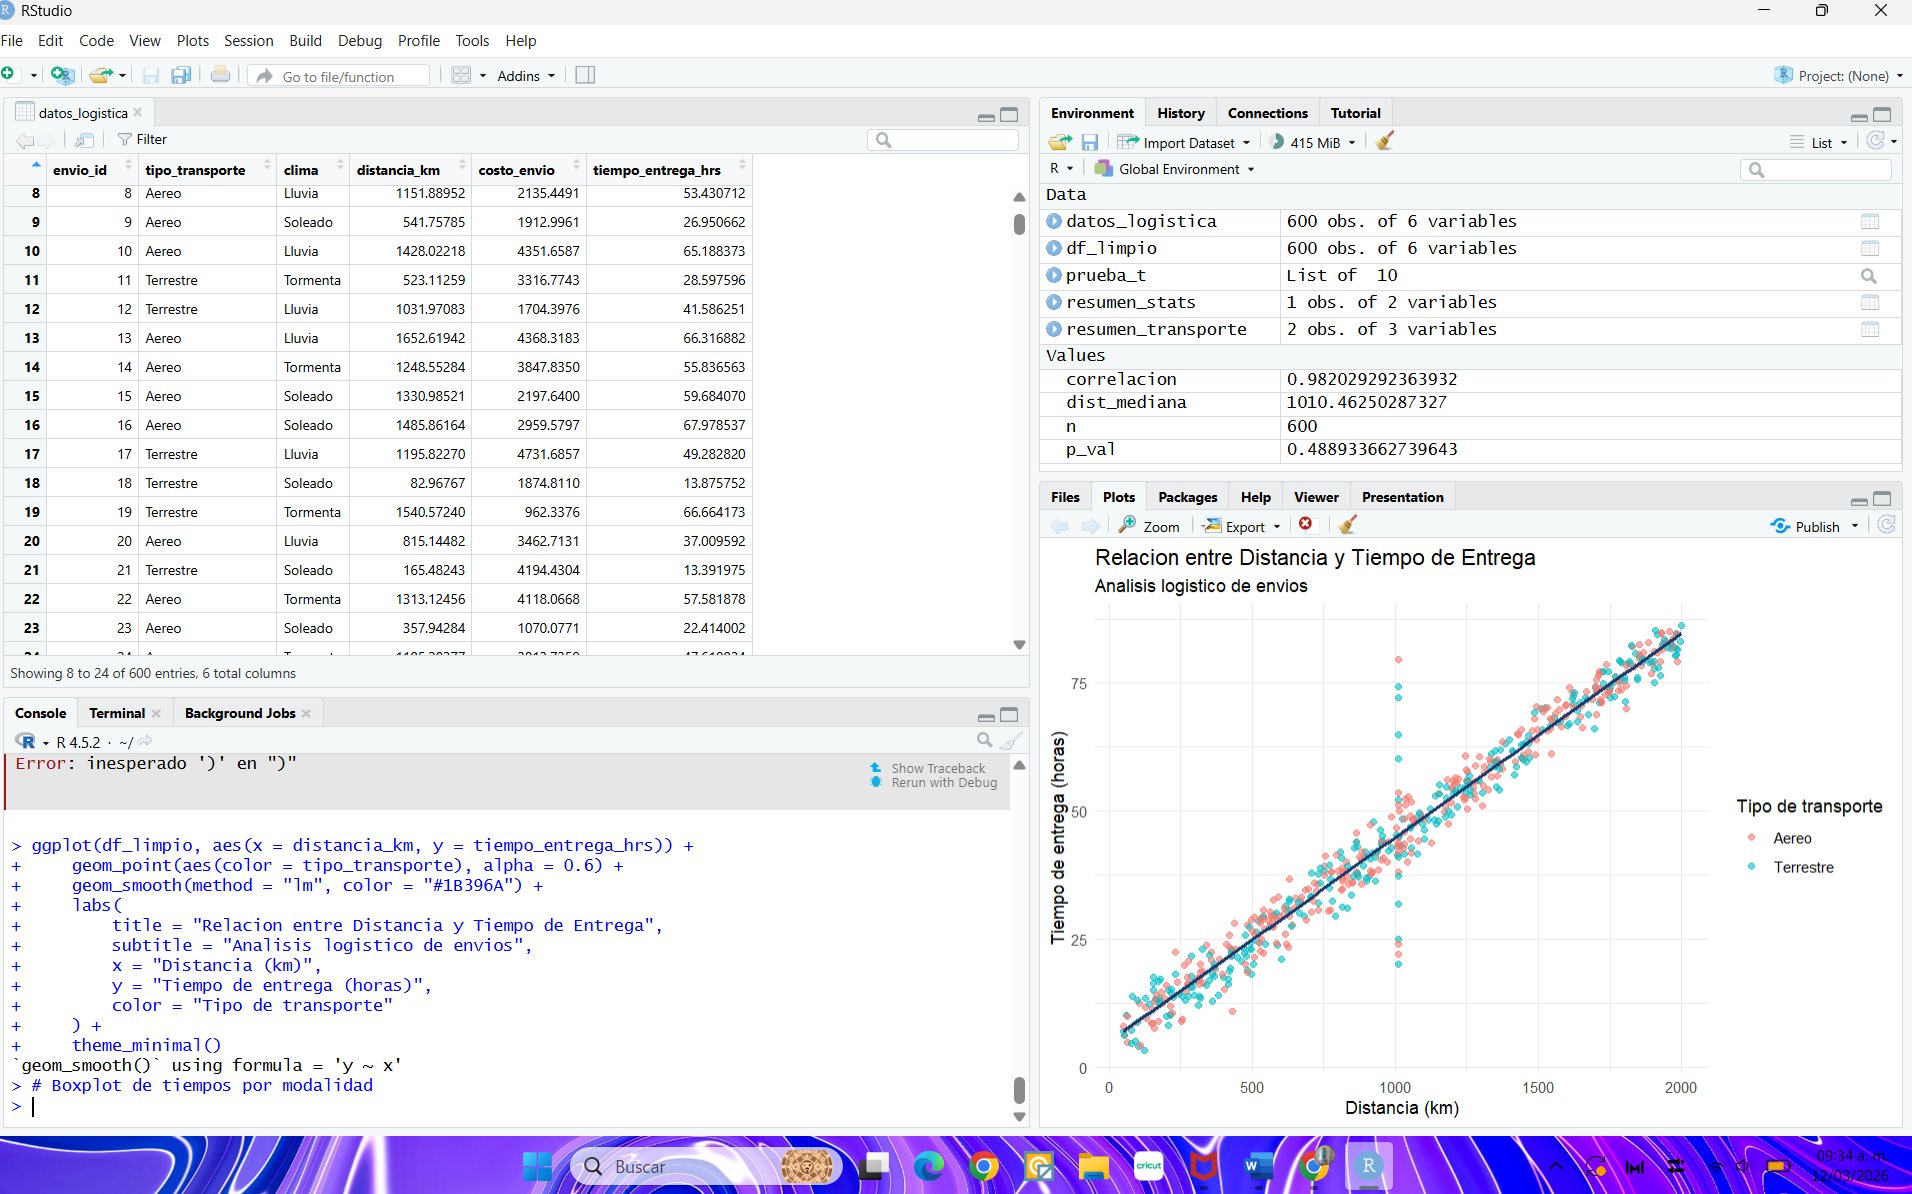 RStudio
File Edit Code View Plots Session Build Debug Profile Tools Help
Go to file/function Addins Project: (None)
datos_logistica
Filter
envio_id tipo_transporte clima distancia_km costo_envio tiempo_entrega_hrs
8 8 Aereo Lluvia 1151.88952 2135.4491 53.430712
9 9 Aereo Soleado 541.75785 1912.9961 26.950662
10 10 Aereo Lluvia 1428.02218 4351.6587 65.188373
11 11 Terrestre Tormenta 523.11259 3316.7743 28.597596
12 12 Terrestre Lluvia 1031.97083 1704.3976 41.586251
13 13 Aereo Lluvia 1652.61942 4368.3183 66.316882
14 14 Aereo Tormenta 1248.55284 3847.8350 55.836563
15 15 Aereo Soleado 1330.98521 2197.6400 59.684070
16 16 Aereo Soleado 1485.86164 2959.5797 67.978537
17 17 Terrestre Lluvia 1195.82270 4731.6857 49.282820
18 18 Terrestre Soleado 82.96767 1874.8110 13.875752
19 19 Terrestre Tormenta 1540.57240 962.3376 66.664173
20 20 Aereo Lluvia 815.14482 3462.7131 37.009592
21 21 Terrestre Soleado 165.48243 4194.4304 13.391975
22 22 Aereo Tormenta 1313.12456 4118.0668 57.581878
23 23 Aereo Soleado 357.94284 1070.0771 22.414002
Showing 8 to 24 of 600 entries, 6 total columns
Console Terminal Background Jobs
R 4.5.2 · ~/
Error: inesperado ')' en ")"
Show Traceback
Rerun with Debug
> ggplot(df_limpio, aes(x = distancia_km, y = tiempo_entrega_hrs)) +
+ geom_point(aes(color = tipo_transporte), alpha = 0.6) +
+ geom_smooth(method = "lm", color = "#1B396A") +
+ labs(
+ title = "Relacion entre Distancia y Tiempo de Entrega",
+ subtitle = "Analisis logistico de envios",
+ x = "Distancia (km)",
+ y = "Tiempo de entrega (horas)",
+ color = "Tipo de transporte"
+ ) +
+ theme_minimal()
`geom_smooth()` using formula = 'y ~ x'
> # Boxplot de tiempos por modalidad
>
Environment History Connections Tutorial
Import Dataset 415 MiB List
R Global Environment
Data
datos_logistica 600 obs. of 6 variables
df_limpio 600 obs. of 6 variables
prueba_t List of 10
resumen_stats 1 obs. of 2 variables
resumen_transporte 2 obs. of 3 variables
Values
correlacion 0.982029292363932
dist_mediana 1010.46250287327
n 600
p_val 0.488933662739643
Files Plots Packages Help Viewer Presentation
Zoom Export Publish
Relacion entre Distancia y Tiempo de Entrega
Analisis logistico de envios
Tiempo de entrega (horas)
75
50
25
0
0 500 1000 1500 2000
Distancia (km)
Tipo de transporte
Aereo
Terrestre
Buscar
cricut
09:34 a. m.
12/03/2026